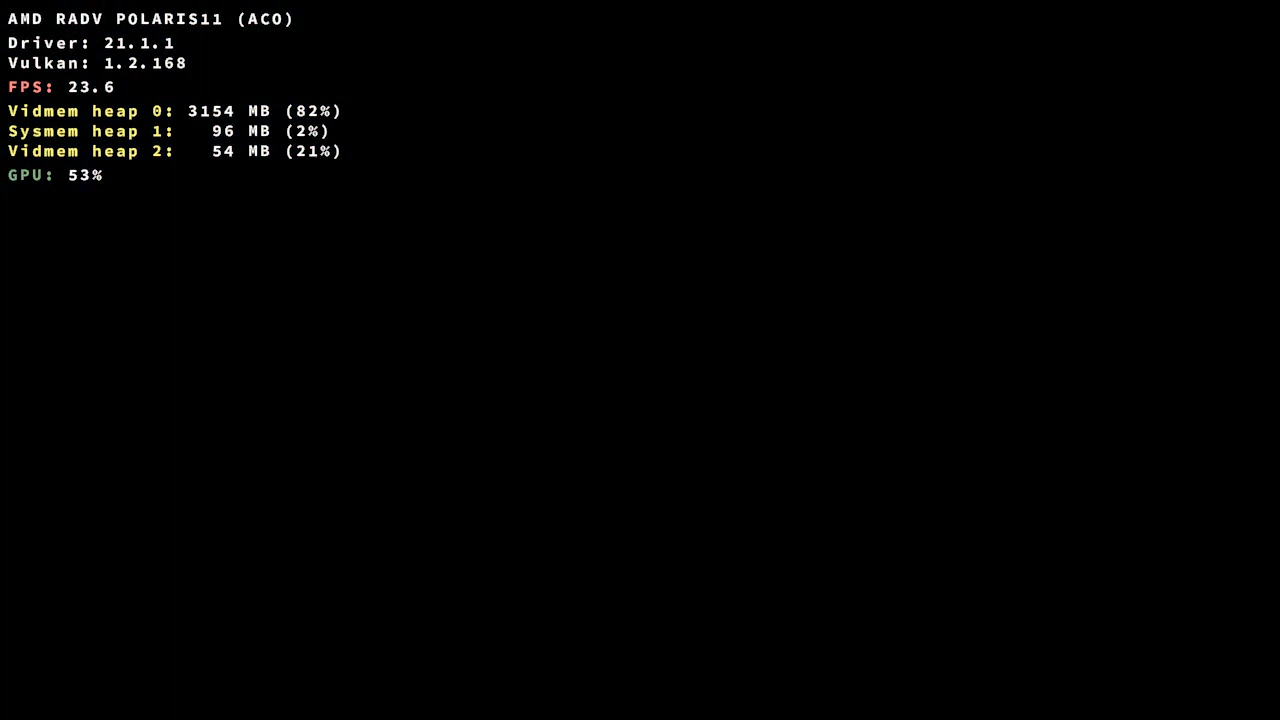 AMD RADV POLARIS11 (ACO)
Driver: 21.1.1
Vulkan: 1.2.168
FPS: 23.6
Vidmem heap 0: 3154 MB (82%)
Sysmem heap 1:   96 MB (2%)
Vidmem heap 2:   54 MB (21%)
GPU: 53%